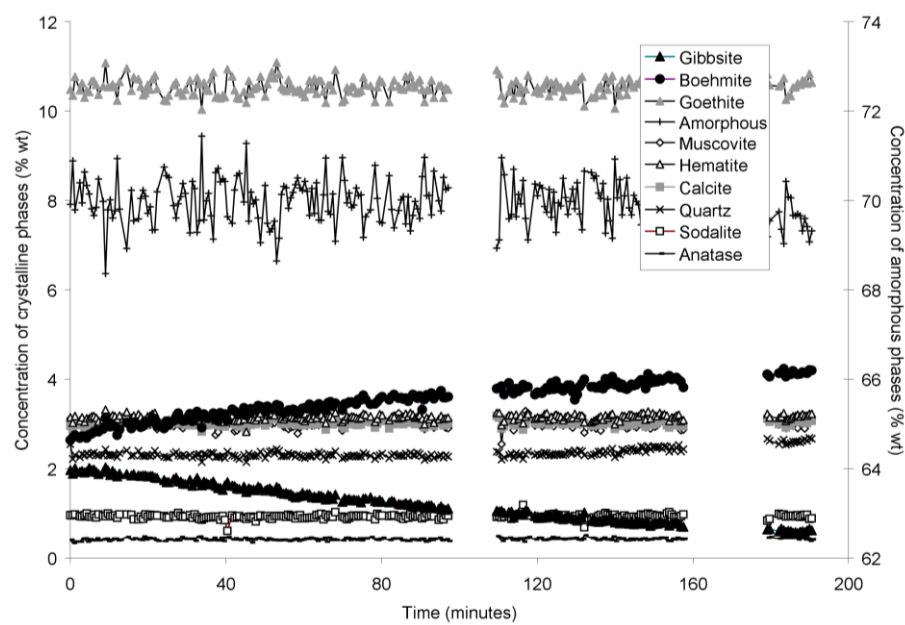 12
10
8
6
4
2
0
Concentration of crystalline phases (% wt)
74
72
70
68
66
64
62
Concentration of amorphous phases (% wt)
Gibbsite
Boehmite
Goethite
Amorphous
Muscovite
Hematite
Calcite
Quartz
Sodalite
Anatase
0 40 80 120 160 200
Time (minutes)